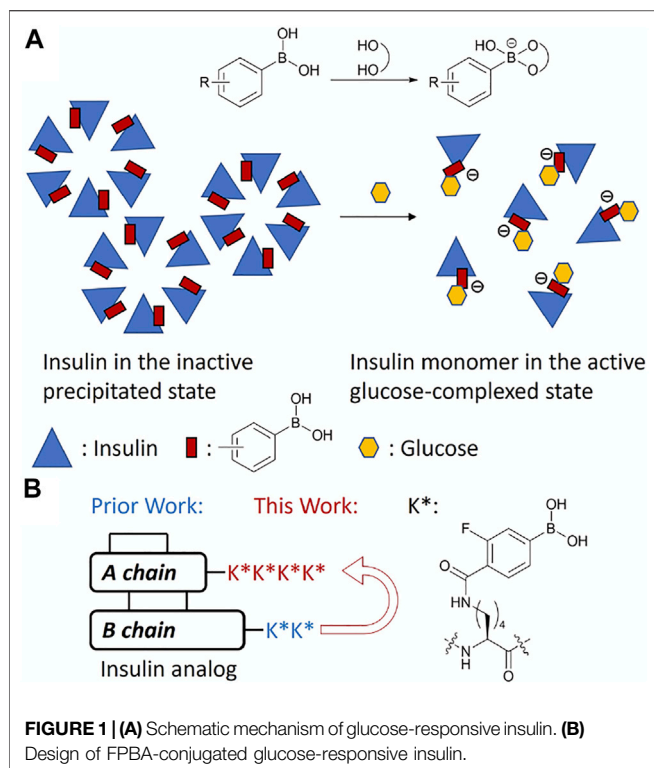 A
OH
B
OH
R
HO
HO
HO
⊖
B
O
O
R
⊖
⊖
⊖
⊖
⊖
⊖
Insulin in the inactive
precipitated state
Insulin monomer in the active
glucose-complexed state
: Insulin
:
OH
B
OH
: Glucose
B
Prior Work: This Work: K*:
A chain
K*K*K*K*
B chain
K*K*
Insulin analog
OH
F
B
OH
O
HN
4
N
H
O
FIGURE 1 | (A) Schematic mechanism of glucose-responsive insulin. (B)
Design of FPBA-conjugated glucose-responsive insulin.